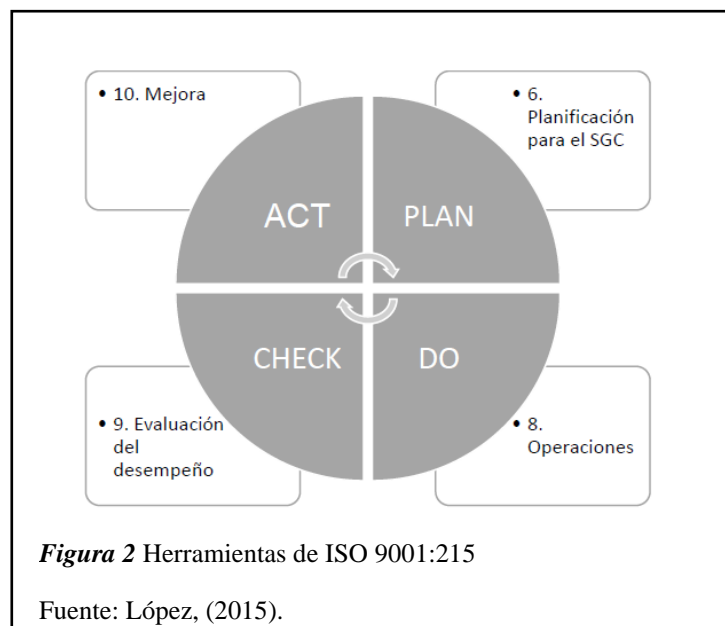 • 10. Mejora
• 6.
Planificación
para el SGC
ACT
PLAN
CHECK
DO
• 9. Evaluación
del
desempeño
• 8.
Operaciones
Figura 2 Herramientas de ISO 9001:215
Fuente: López, (2015).